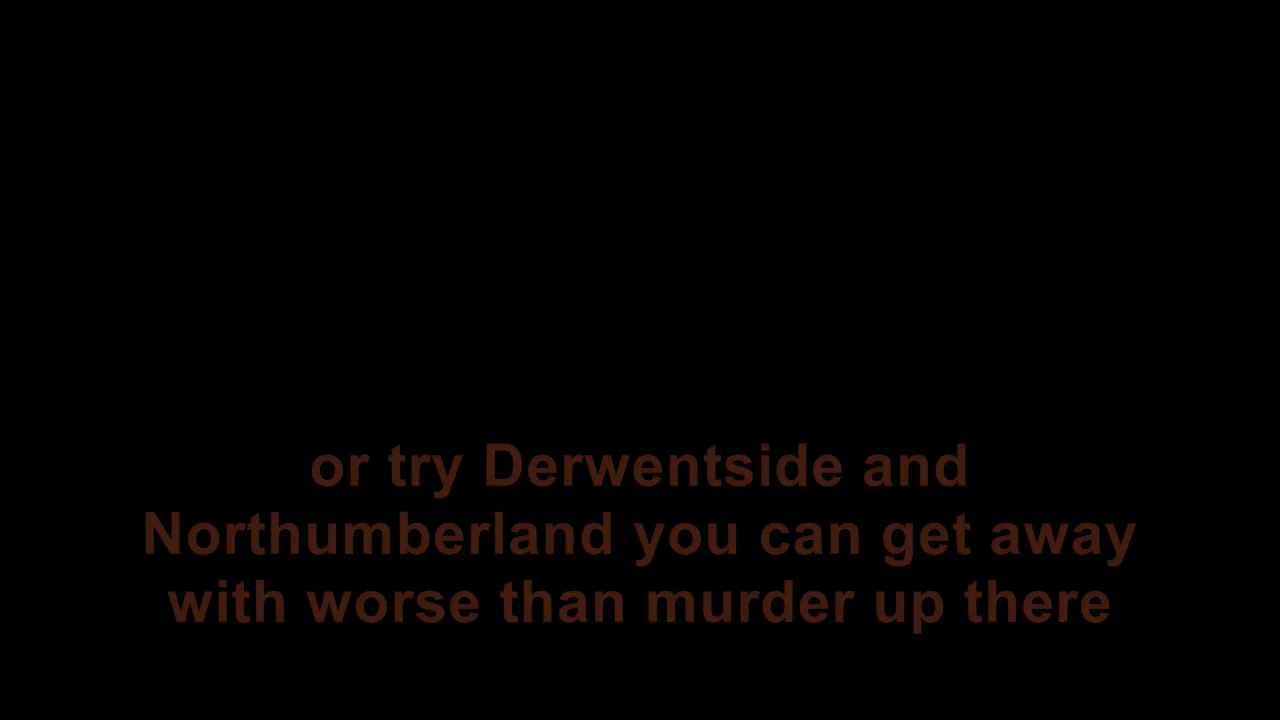 or try Derwentside and
Northumberland you can get away
with worse than murder up there